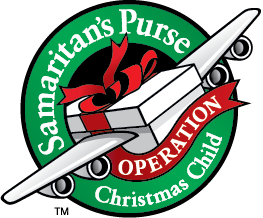 Samaritan's Purse
OPERATION
Christmas Child
TM